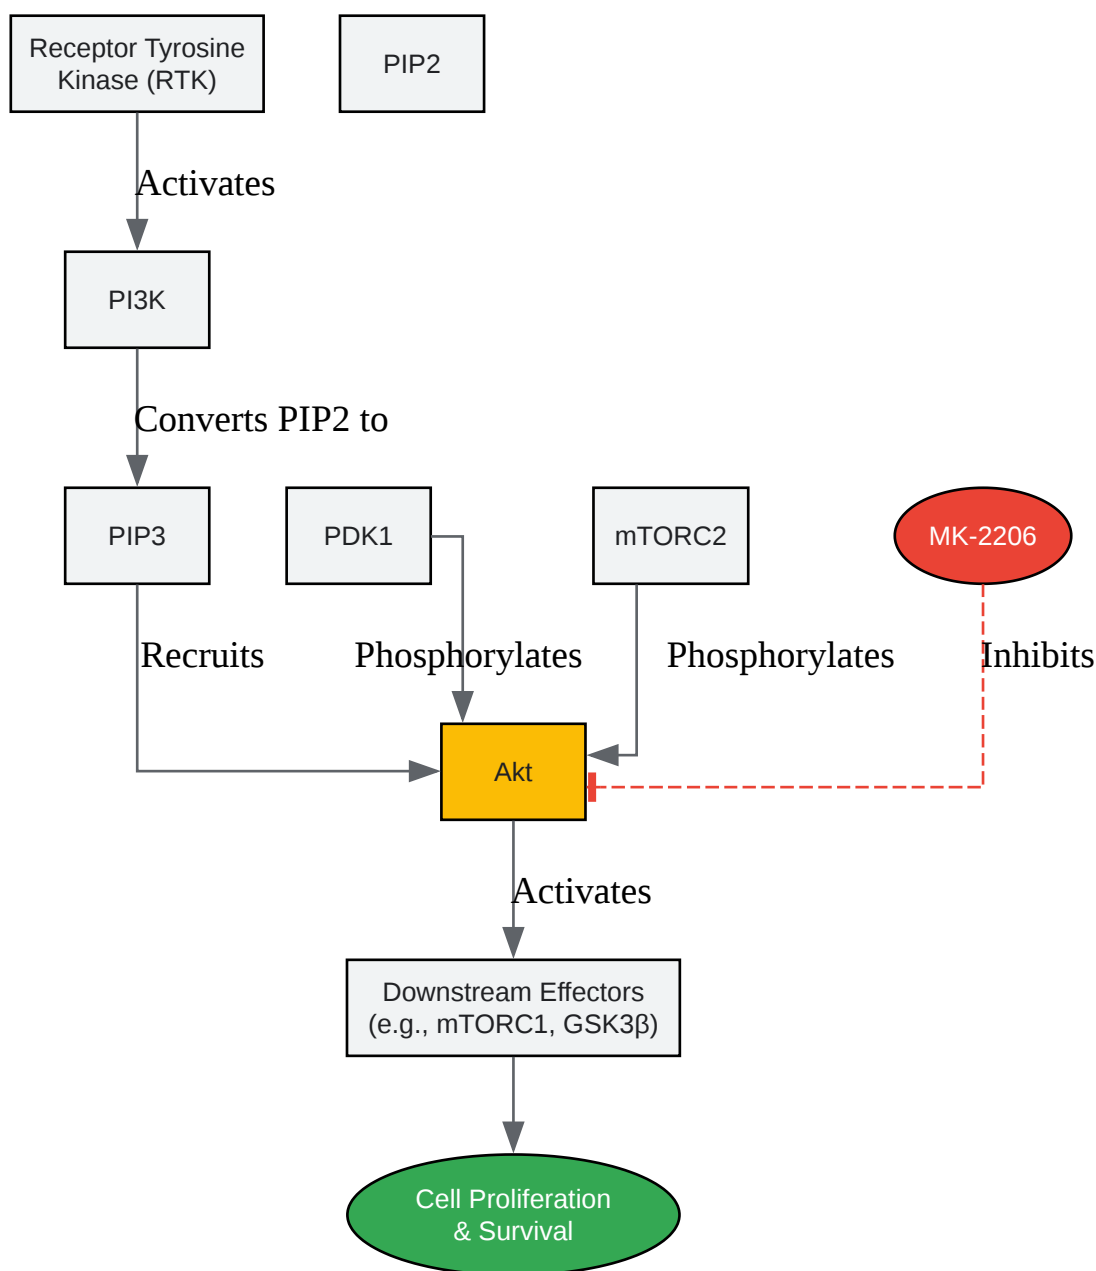 Receptor Tyrosine
Kinase (RTK)
PIP2
Activates
PI3K
Converts PIP2 to
PIP3
PDK1
mTORC2
MK-2206
Recruits
Phosphorylates
Phosphorylates
Inhibits
Akt
Activates
Downstream Effectors
(e.g., mTORC1, GSK3β)
Cell Proliferation
& Survival